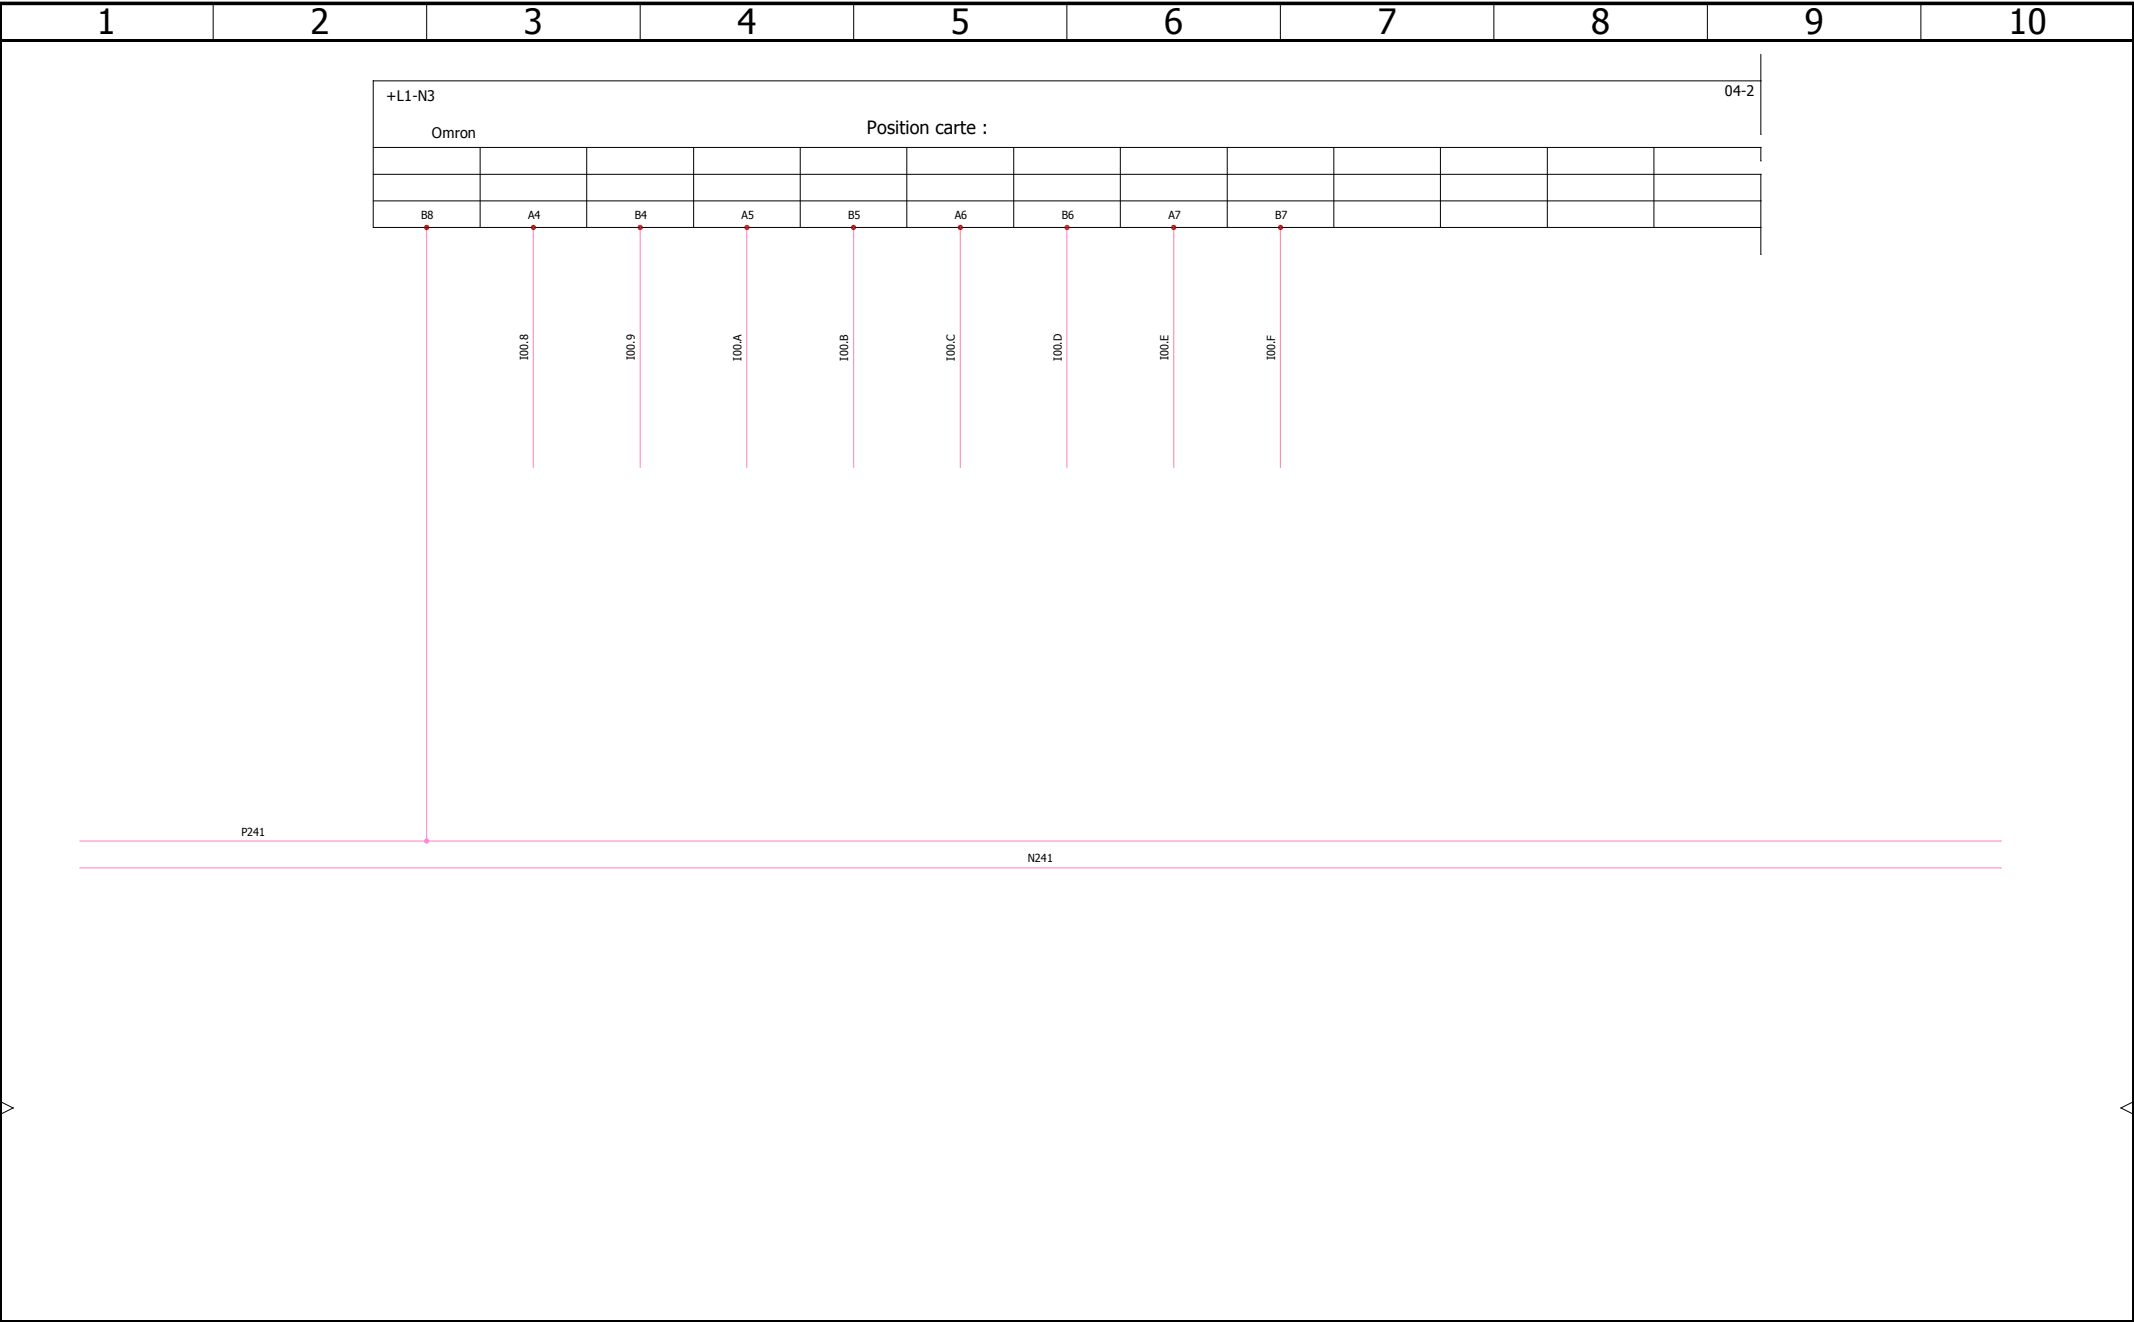 1 2 3 4 5 6 7 8 9 10
+L1-N3 04-2
Omron Position carte :
B8 A4 B4 A5 B5 A6 B6 A7 B7
I00.8 I00.9 I00.A I00.B I00.C I00.D I00.E I00.F
P241
N241